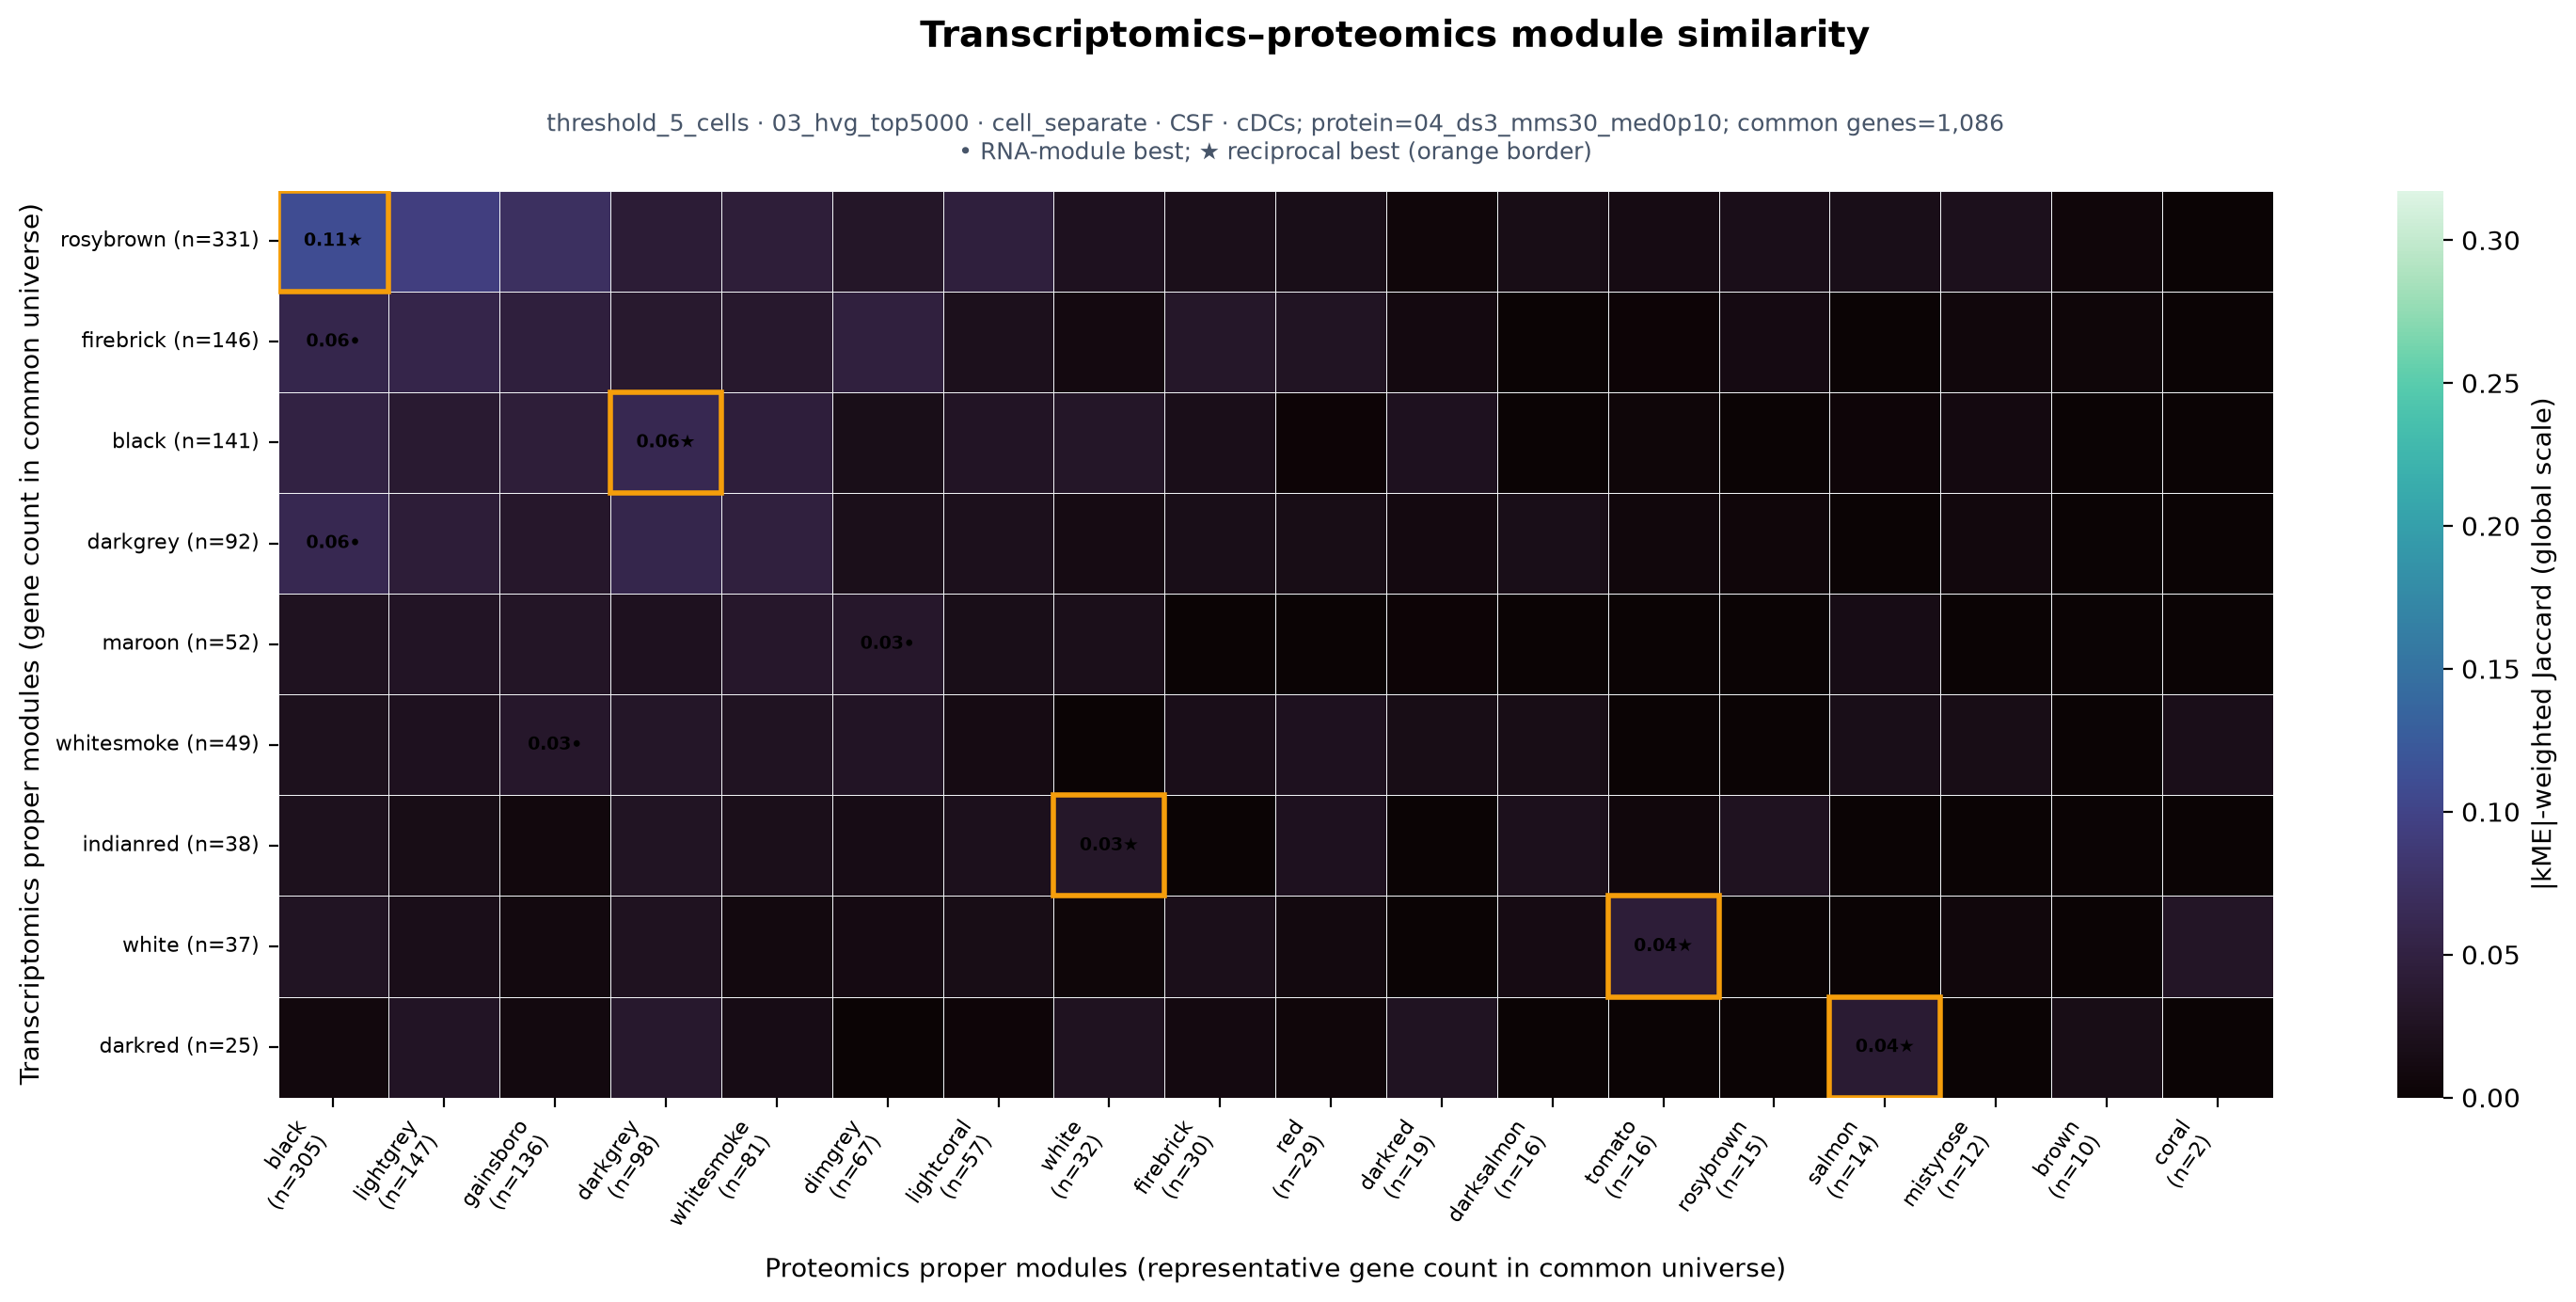 Transcriptomics–proteomics module similarity
threshold_5_cells · 03_hvg_top5000 · cell_separate · CSF · cDCs; protein=04_ds3_mms30_med0p10; common genes=1,086
• RNA-module best; ★ reciprocal best (orange border)
Transcriptomics proper modules (gene count in common universe)
rosybrown (n=331)
firebrick (n=146)
black (n=141)
darkgrey (n=92)
maroon (n=52)
whitesmoke (n=49)
indianred (n=38)
white (n=37)
darkred (n=25)
0.11★
0.06•
0.06★
0.06•
0.03•
0.03•
0.03★
0.04★
0.04★
black
(n=305)
lightgrey
(n=147)
gainsboro
(n=136)
darkgrey
(n=98)
whitesmoke
(n=81)
dimgrey
(n=67)
lightcoral
(n=57)
white
(n=32)
firebrick
(n=30)
red
(n=29)
darkred
(n=19)
darksalmon
(n=16)
tomato
(n=16)
rosybrown
(n=15)
salmon
(n=14)
mistyrose
(n=12)
brown
(n=10)
coral
(n=2)
Proteomics proper modules (representative gene count in common universe)
0.30
0.25
0.20
0.15
0.10
0.05
0.00
|kME|-weighted Jaccard (global scale)